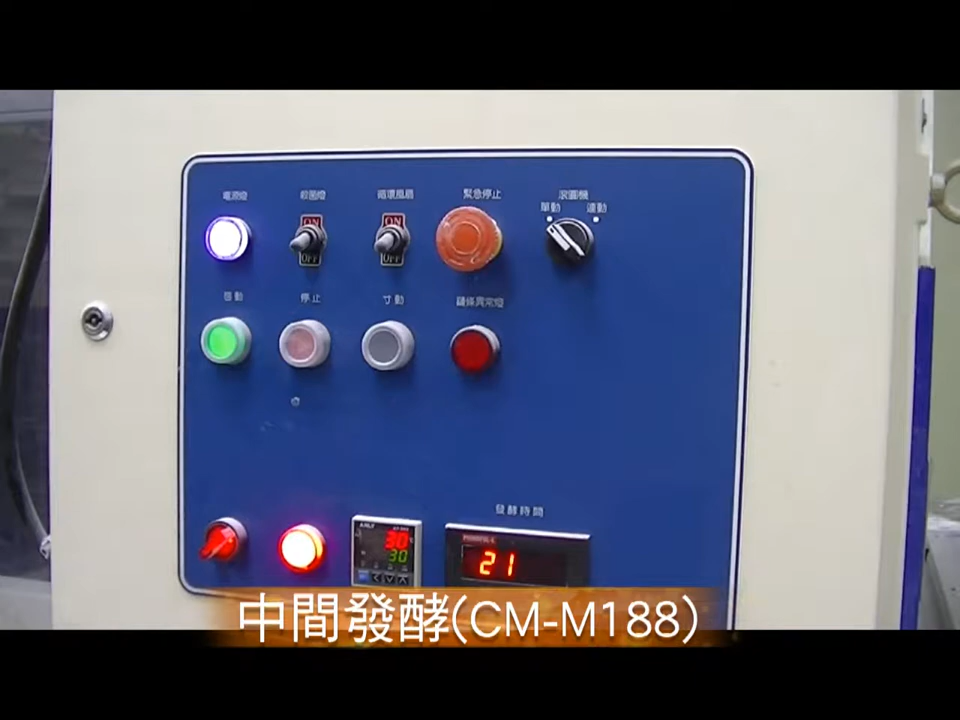 電源燈 殺菌燈 循環風扇 緊急停止 滾圓機
單動 連動
ON ON
OFF OFF
啓動 停止 寸動 鏈條異常燈
發酵時間
ANLY
30
30
21
中間發酵(CM-M188)